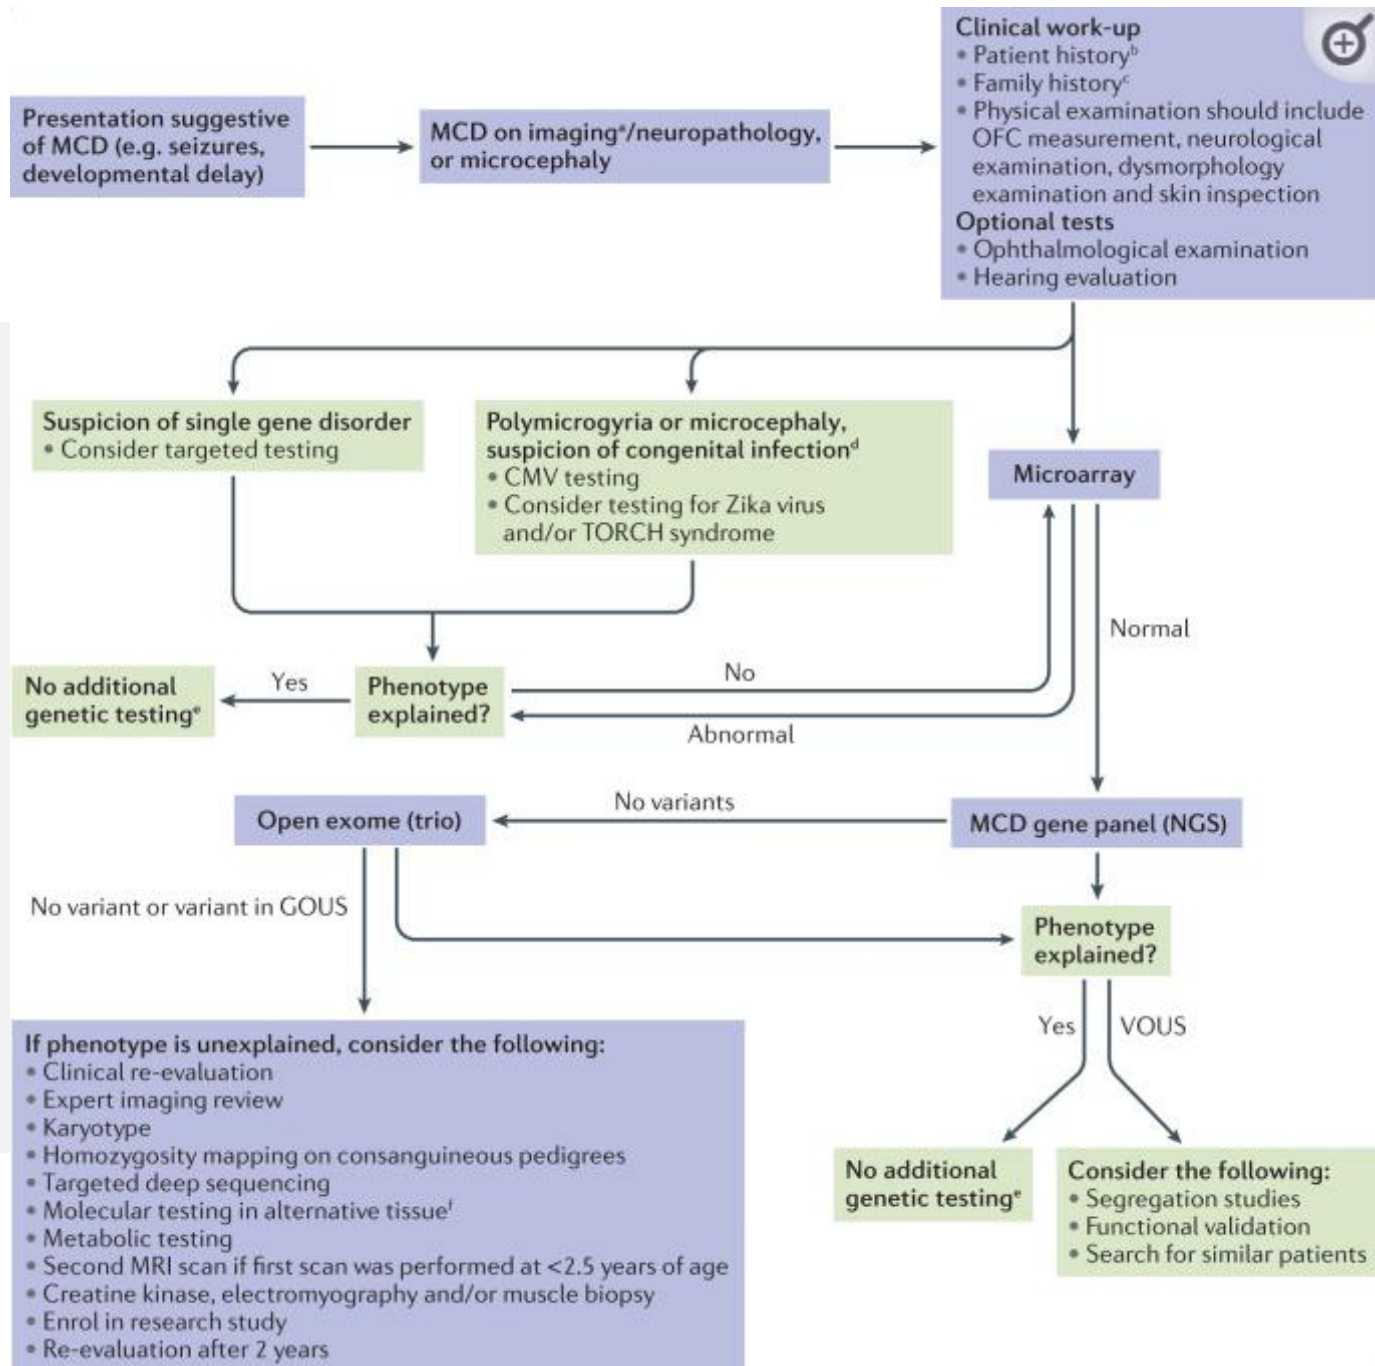 Presentation suggestive
of MCD (e.g. seizures,
developmental delay)
MCD on imagingᵃ/neuropathology,
or microcephaly
Clinical work-up
• Patient historyᵇ
• Family historyᶜ
• Physical examination should include
OFC measurement, neurological
examination, dysmorphology
examination and skin inspection
Optional tests
• Ophthalmological examination
• Hearing evaluation
Suspicion of single gene disorder
• Consider targeted testing
Polymicrogyria or microcephaly,
suspicion of congenital infectionᵈ
• CMV testing
• Consider testing for Zika virus
and/or TORCH syndrome
Microarray
Normal
No additional
genetic testingᵉ
Yes
Phenotype
explained?
No
Abnormal
Open exome (trio)
No variants
MCD gene panel (NGS)
No variant or variant in GOUS
Phenotype
explained?
Yes
VOUS
If phenotype is unexplained, consider the following:
• Clinical re-evaluation
• Expert imaging review
• Karyotype
• Homozygosity mapping on consanguineous pedigrees
• Targeted deep sequencing
• Molecular testing in alternative tissueᶠ
• Metabolic testing
• Second MRI scan if first scan was performed at <2.5 years of age
• Creatine kinase, electromyography and/or muscle biopsy
• Enrol in research study
• Re-evaluation after 2 years
No additional
genetic testingᵉ
Consider the following:
• Segregation studies
• Functional validation
• Search for similar patients